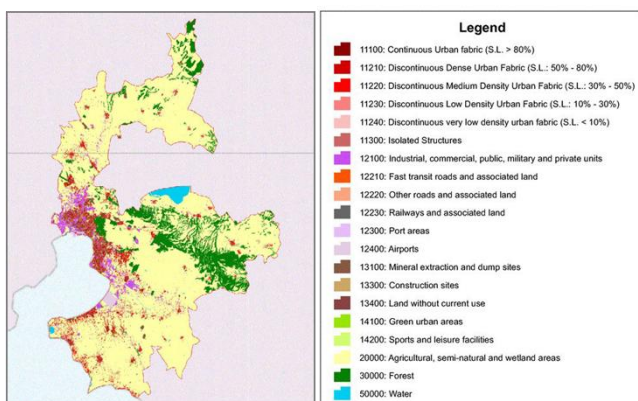 Legend
11100: Continuous Urban fabric (S.L. > 80%)
11210: Discontinuous Dense Urban Fabric (S.L.: 50% - 80%)
11220: Discontinuous Medium Density Urban Fabric (S.L.: 30% - 50%)
11230: Discontinuous Low Density Urban Fabric (S.L.: 10% - 30%)
11240: Discontinuous very low density urban fabric (S.L. < 10%)
11300: Isolated Structures
12100: Industrial, commercial, public, military and private units
12210: Fast transit roads and associated land
12220: Other roads and associated land
12230: Railways and associated land
12300: Port areas
12400: Airports
13100: Mineral extraction and dump sites
13300: Construction sites
13400: Land without current use
14100: Green urban areas
14200: Sports and leisure facilities
20000: Agricultural, semi-natural and wetland areas
30000: Forest
50000: Water